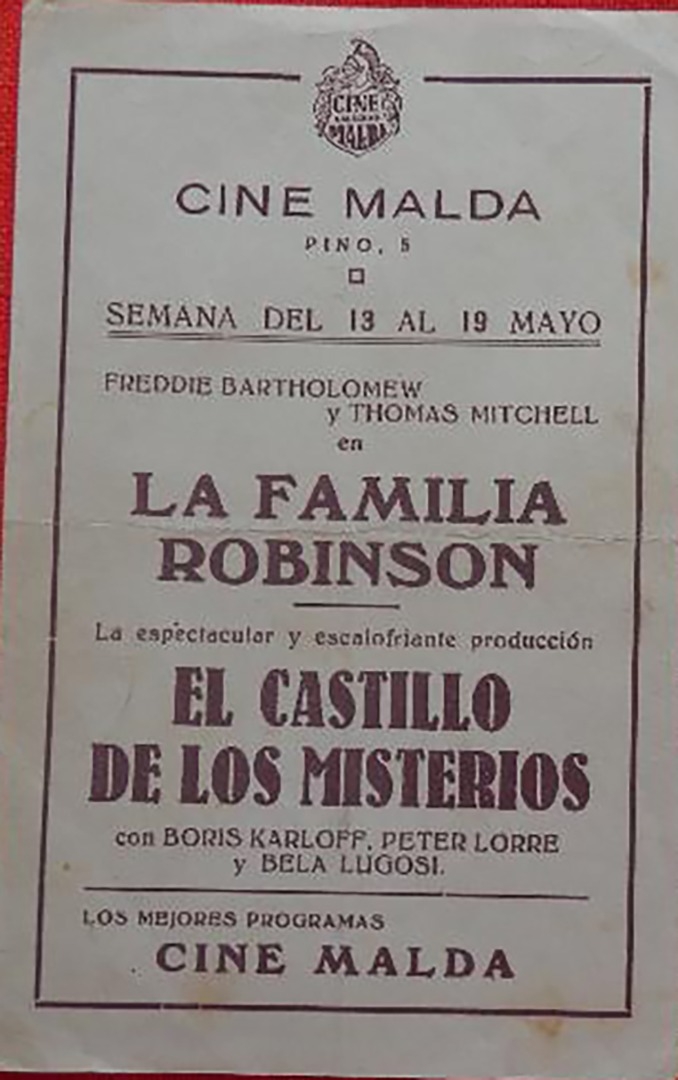 CINE
MALDA
CINE MALDA
PINO, 5
SEMANA DEL 13 AL 19 MAYO
FREDDIE BARTHOLOMEW
y THOMAS MITCHELL
en
LA FAMILIA
ROBINSON
La espectacular y escalofriante producción
EL CASTILLO
DE LOS MISTERIOS
con BORIS KARLOFF, PETER LORRE
y BELA LUGOSI.
LOS MEJORES PROGRAMAS
CINE MALDA